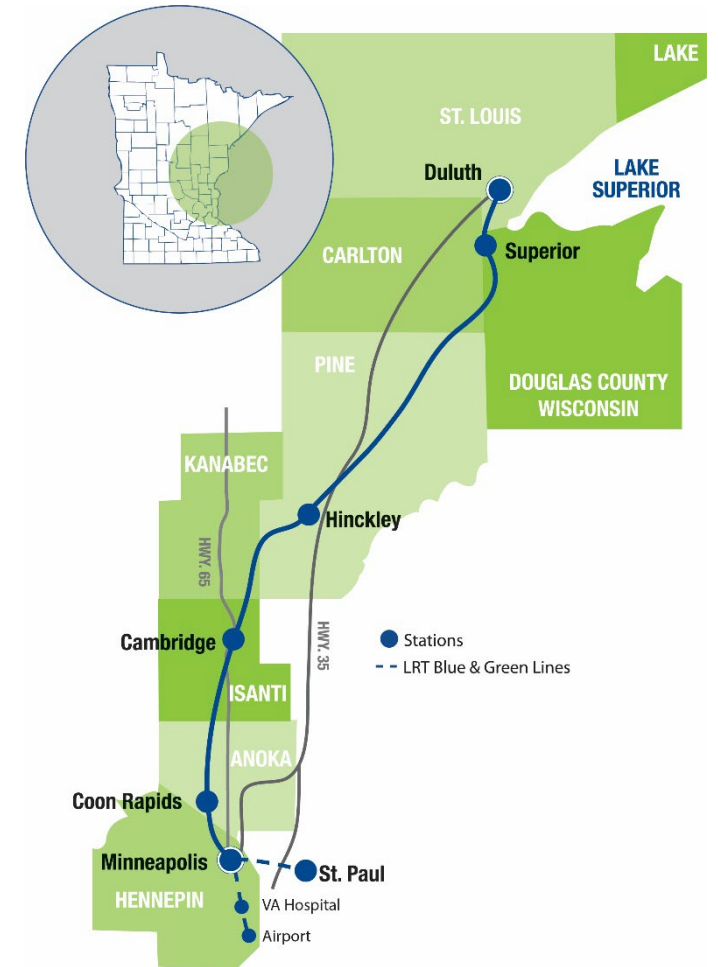 LAKE
ST. LOUIS
Duluth
LAKE
SUPERIOR
CARLTON
Superior
PINE
DOUGLAS COUNTY
WISCONSIN
KANABEC
Hinckley
HWY. 65
HWY. 35
Cambridge
Stations
LRT Blue & Green Lines
ISANTI
ANOKA
Coon Rapids
Minneapolis
St. Paul
HENNEPIN
VA Hospital
Airport